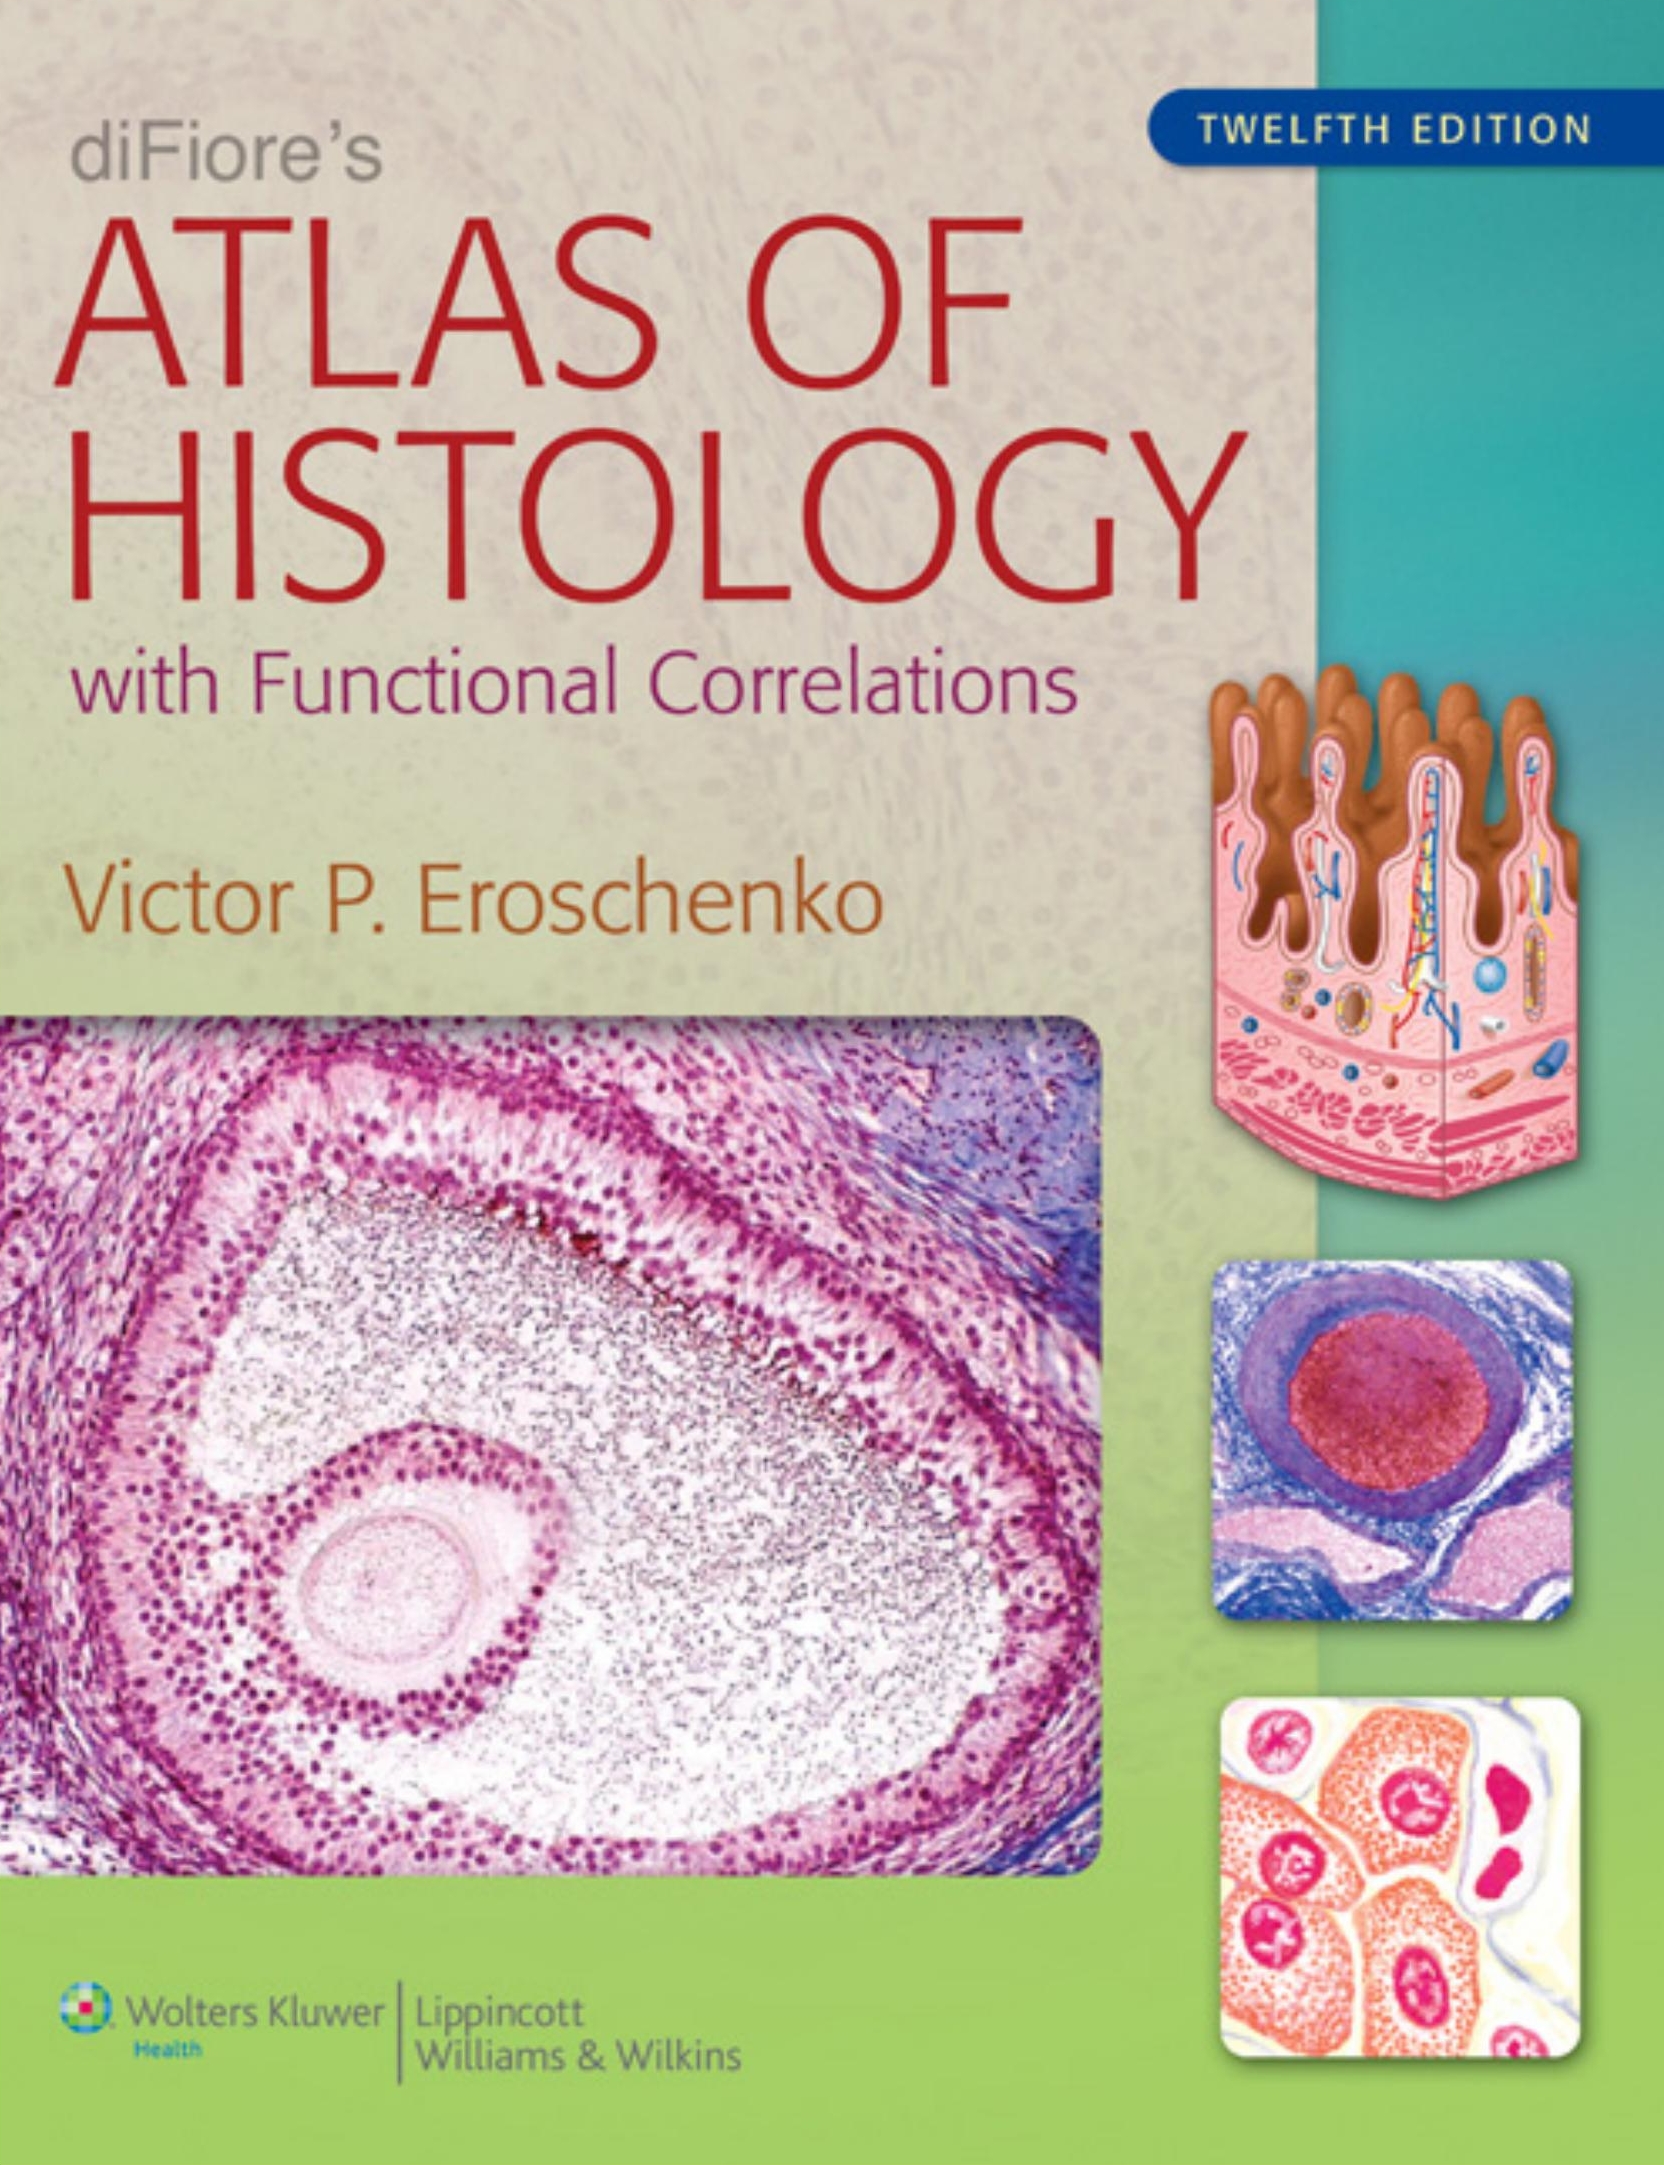 TWELFTH EDITION
diFiore's
ATLAS OF
HISTOLOGY
with Functional Correlations
Victor P. Eroschenko
Wolters Kluwer
Health
Lippincott
Williams & Wilkins